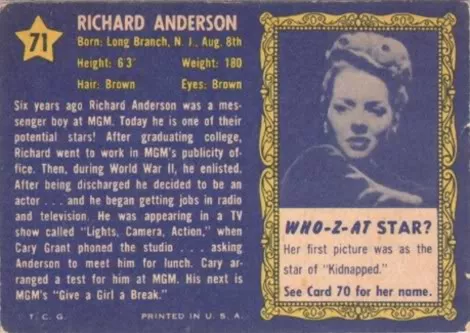 71
RICHARD ANDERSON
Born: Long Branch, N. J., Aug. 8th
Height: 6'3" Weight: 180
Hair: Brown Eyes: Brown
Six years ago Richard Anderson was a mes-
senger boy at MGM. Today he is one of their
potential stars! After graduating college,
Richard went to work in MGM's publicity of-
fice. Then, during World War II, he enlisted.
After being discharged he decided to be an
actor . . . and he began getting jobs in radio
and television. He was appearing in a TV
show called "Lights, Camera, Action," when
Cary Grant phoned the studio . . . . asking
Anderson to meet him for lunch. Cary ar-
ranged a test for him at MGM. His next is
MGM's "Give a Girl a Break."
T. C. G. PRINTED IN U. S. A.
WHO-Z-AT STAR?
Her first picture was as the
star of "Kidnapped."
See Card 70 for her name.